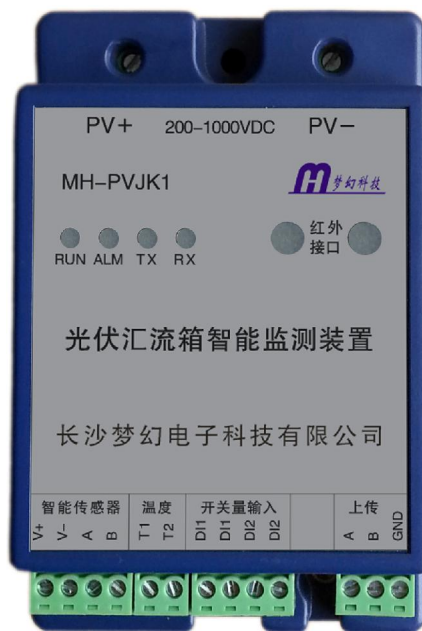 PV+ 200-1000VDC PV-
MH-PVJK1 梦幻科技
红外
接口
RUN ALM TX RX
光伏汇流箱智能监测装置
长沙梦幻电子科技有限公司
智能传感器 温度 开关量输入 上传
V+ V- A B T1 T2 DI1 DI1 DI2 DI2 A B GND